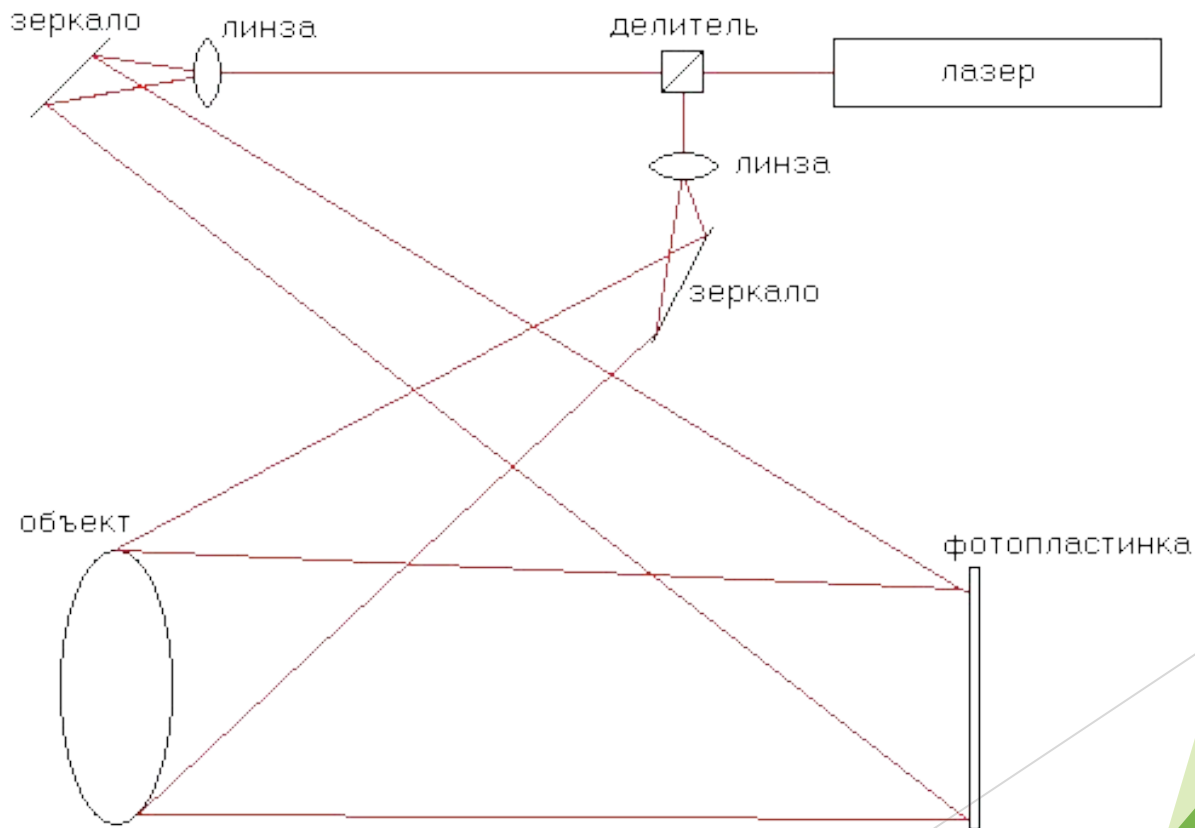 зеркало
линза
делитель
лазер
линза
зеркало
объект
фотопластинка